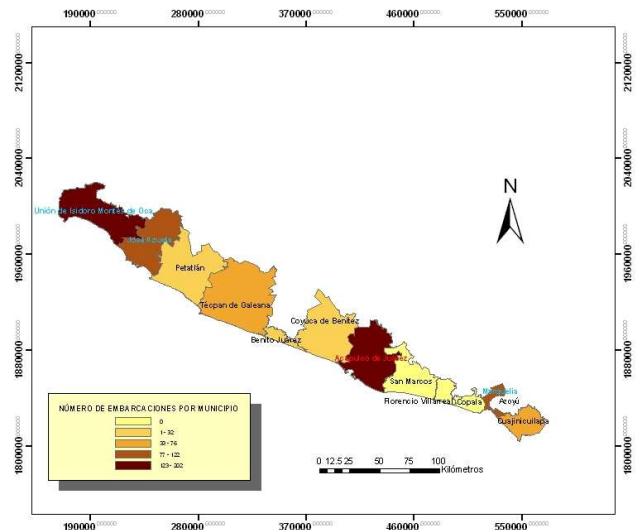 190000 280000 370000 460000 550000
2120000 2120000
2040000 2040000
N
Unión de Isidoro Montes de Oca
José Azueta
1960000 1960000
Petatlán
Técpan de Galeana
Coyuca de Benítez
Benito Juárez
1880000 1880000
Acapulco de Juárez
San Marcos
Marquelia
Florencio Villarreal Copala Azoyú
Cuajinicuilapa
NÚMERO DE EMBARCACIONES POR MUNICIPIO
0
1 - 32
33 - 76
77 - 122
123 - 202
1800000 1800000
0 12.5 25 50 75 100
Kilómetros
190000 280000 370000 460000 550000